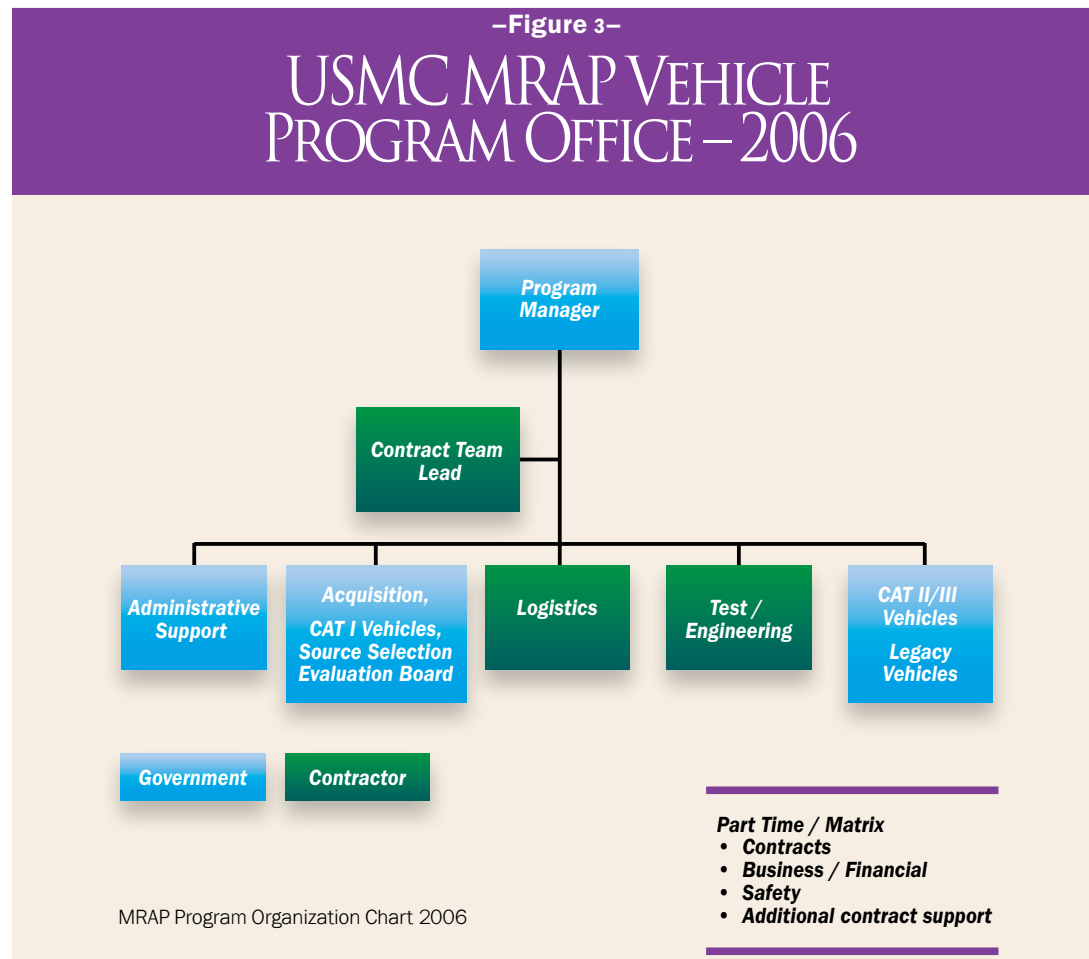 –Figure 3–
USMC MRAP VEHICLE
PROGRAM OFFICE – 2006
Program
Manager
Contract Team
Lead
Administrative
Support
Acquisition,
CAT I Vehicles,
Source Selection
Evaluation Board
Logistics
Test /
Engineering
CAT II/III
Vehicles
Legacy
Vehicles
Government
Contractor
Part Time / Matrix
• Contracts
• Business / Financial
• Safety
• Additional contract support
MRAP Program Organization Chart 2006